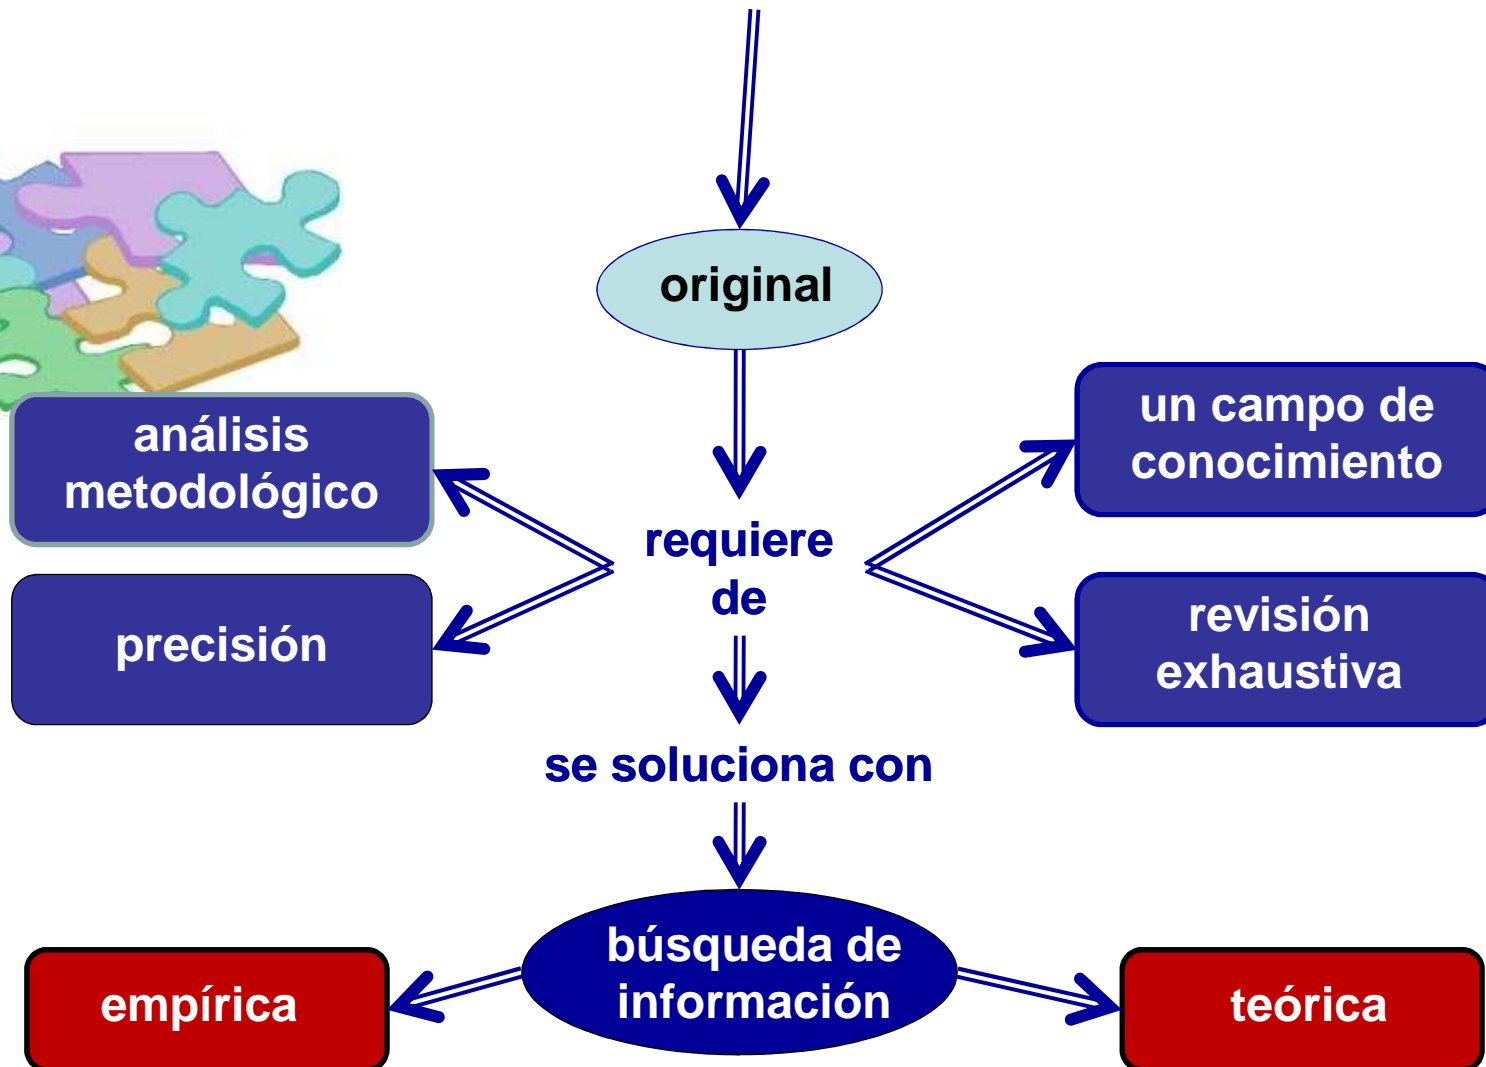 original
análisis
metodológico
un campo de
conocimiento
requiere
de
precisión
revisión
exhaustiva
se soluciona con
búsqueda de
información
empírica
teórica